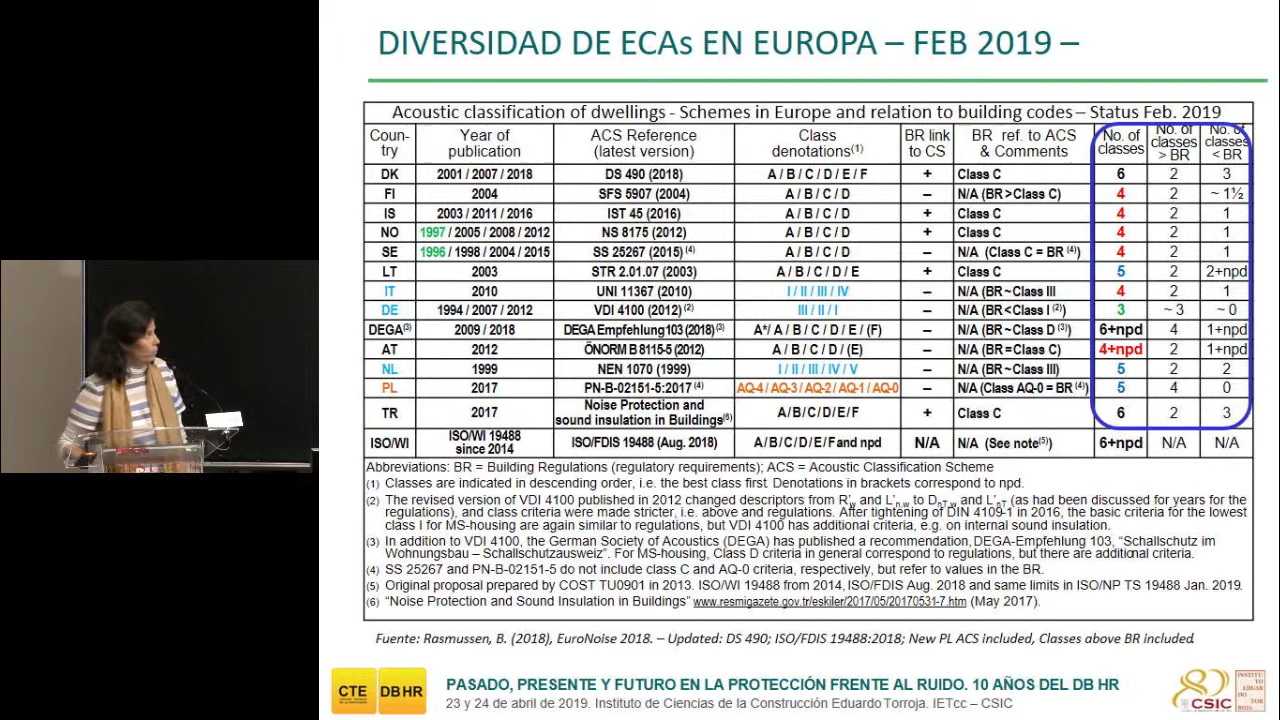 DIVERSIDAD DE ECAs EN EUROPA – FEB 2019 –
Acoustic classification of dwellings - Schemes in Europe and relation to building codes – Status Feb. 2019
Coun-try Year of publication ACS Reference (latest version) Class denotations(1) BR link to CS BR ref. to ACS & Comments No. of classes No. of classes > BR No. of classes < BR
DK 2001 / 2007 / 2018 DS 490 (2018) A / B / C / D / E / F + Class C 6 2 3
FI 2004 SFS 5907 (2004) A / B / C / D – N/A (BR > Class C) 4 2 ~ 1½
IS 2003 / 2011 / 2016 IST 45 (2016) A / B / C / D + Class C 4 2 1
NO 1997 / 2005 / 2008 / 2012 NS 8175 (2012) A / B / C / D + Class C 4 2 1
SE 1996 / 1998 / 2004 / 2015 SS 25267 (2015) (4) A / B / C / D – N/A (Class C = BR (4)) 4 2 1
LT 2003 STR 2.01.07 (2003) A / B / C / D / E + Class C 5 2 2+npd
IT 2010 UNI 11367 (2010) I / II / III / IV – N/A (BR ~ Class III 4 2 1
DE 1994 / 2007 / 2012 VDI 4100 (2012) (2) III / II / I – N/A (BR < Class I (2)) 3 ~ 3 ~ 0
DEGA(3) 2009 / 2018 DEGA Empfehlung 103 (2018) (3) A*/ A / B / C / D / E / (F) – N/A (BR ~ Class D (3)) 6+npd 4 1+npd
AT 2012 ÖNORM B 8115-5 (2012) A / B / C / D / (E) – N/A (BR = Class C) 4+npd 2 1+npd
NL 1999 NEN 1070 (1999) I / II / III / IV / V – N/A (BR ~ Class III) 5 2 2
PL 2017 PN-B-02151-5:2017 (4) AQ-4 / AQ-3 / AQ-2 / AQ-1 / AQ-0 – N/A (Class AQ-0 = BR (4)) 5 4 0
TR 2017 Noise Protection and sound insulation in Buildings(6) A/B/C/D/E/F + Class C 6 2 3
ISO/WI ISO/WI 19488 since 2014 ISO/FDIS 19488 (Aug. 2018) A/B/C/D/E/F and npd N/A N/A (See note(5)) 6+npd N/A N/A
Abbreviations: BR = Building Regulations (regulatory requirements); ACS = Acoustic Classification Scheme
(1) Classes are indicated in descending order, i.e. the best class first. Denotations in brackets correspond to npd.
(2) The revised version of VDI 4100 published in 2012 changed descriptors from R'w and L'n,w to DnT,w and L'nT (as had been discussed for years for the
regulations), and class criteria were made stricter, i.e. above and regulations. After tightening of DIN 4109-1 in 2016, the basic criteria for the lowest
class I for MS-housing are again similar to regulations, but VDI 4100 has additional criteria, e.g. on internal sound insulation.
(3) In addition to VDI 4100, the German Society of Acoustics (DEGA) has published a recommendation, DEGA-Empfehlung 103, “Schallschutz im
Wohnungsbau – Schallschutzausweiz”. For MS-housing, Class D criteria in general correspond to regulations, but there are additional criteria.
(4) SS 25267 and PN-B-02151-5 do not include class C and AQ-0 criteria, respectively, but refer to values in the BR.
(5) Original proposal prepared by COST TU0901 in 2013. ISO/WI 19488 from 2014, ISO/FDIS Aug. 2018 and same limits in ISO/NP TS 19488 Jan. 2019.
(6) “Noise Protection and Sound Insulation in Buildings” www.resmigazete.gov.tr/eskiler/2017/05/20170531-7.htm (May 2017).
Fuente: Rasmussen, B. (2018), EuroNoise 2018. – Updated: DS 490; ISO/FDIS 19488:2018; New PL ACS included, Classes above BR included.
CTE DB HR
PASADO, PRESENTE Y FUTURO EN LA PROTECCIÓN FRENTE AL RUIDO. 10 AÑOS DEL DB HR
23 y 24 de abril de 2019. Instituto de Ciencias de la Construcción Eduardo Torroja. IETcc – CSIC
CSIC